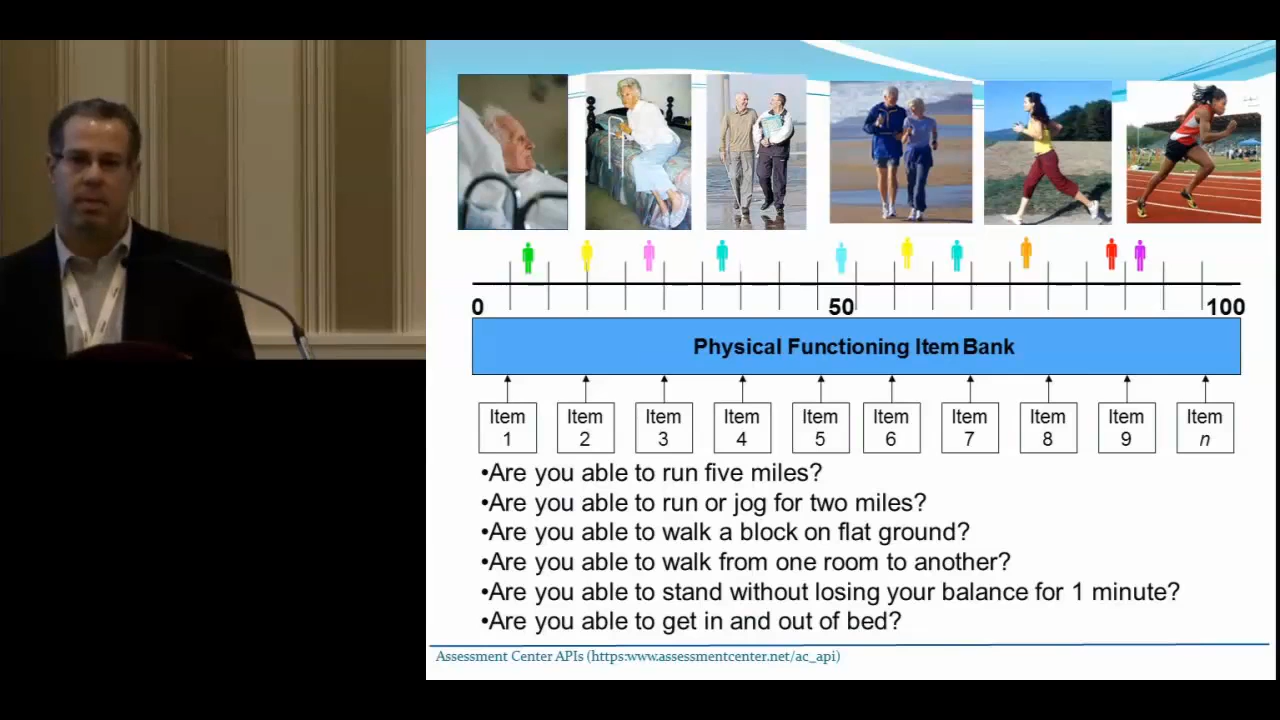 0
50
100
Physical Functioning Item Bank
Item 1
Item 2
Item 3
Item 4
Item 5
Item 6
Item 7
Item 8
Item 9
Item n
•Are you able to run five miles?
•Are you able to run or jog for two miles?
•Are you able to walk a block on flat ground?
•Are you able to walk from one room to another?
•Are you able to stand without losing your balance for 1 minute?
•Are you able to get in and out of bed?
Assessment Center APIs (https:www.assessmentcenter.net/ac_api)